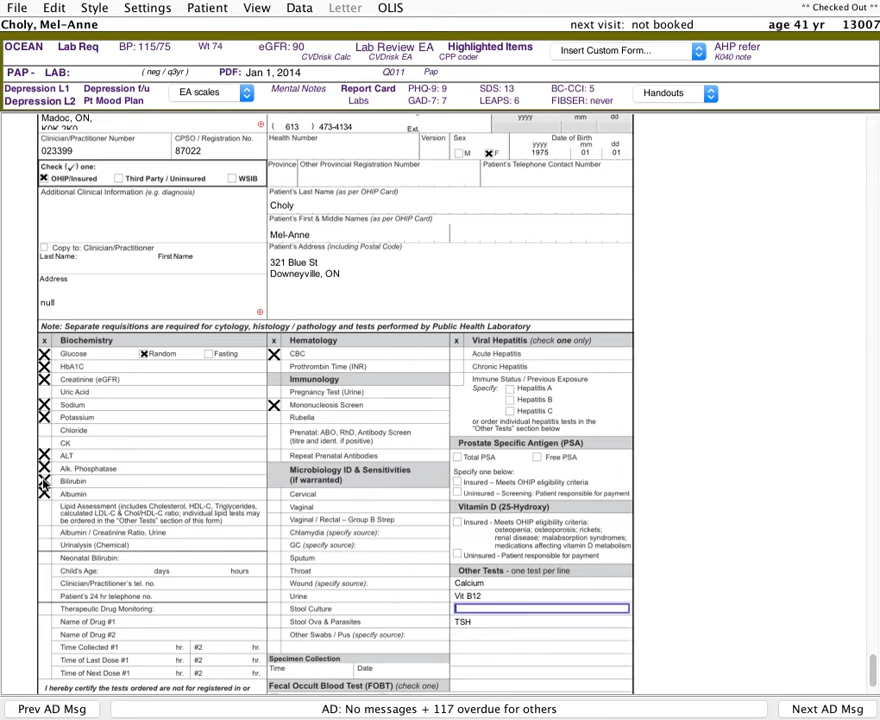 File Edit Style Settings Patient View Data Letter OLIS ** Checked Out **
Choly, Mel-Anne next visit: not booked age 41 yr 13007
OCEAN Lab Req BP: 115/75 Wt 74 eGFR: 90 Lab Review EA Highlighted Items Insert Custom Form... AHP refer
CVDrisk Calc CVDrisk EA CPP coder K040 note
PAP - LAB: ( neg / q3yr ) PDF: Jan 1, 2014 Q011 Pap
Depression L1 Depression f/u EA scales Mental Notes Report Card PHQ-9: 9 SDS: 13 BC-CCI: 5 Handouts
Depression L2 Pt Mood Plan Labs GAD-7: 7 LEAPS: 6 FIBSER: never
Madoc, ON, yyyy mm dd
K0K 2K0 ( 613 ) 473-4134 Ext.
Clinician/Practitioner Number CPSO / Registration No. Health Number Version Sex Date of Birth
023399 87022 M F yyyy mm dd
1975 01 01
Check (✓) one: Province Other Provincial Registration Number Patient's Telephone Contact Number
OHIP/Insured Third Party / Uninsured WSIB
Additional Clinical Information (e.g. diagnosis) Patient's Last Name (as per OHIP Card)
Choly
Patient's First & Middle Names (as per OHIP Card)
Mel-Anne
Copy to: Clinician/Practitioner Patient's Address (including Postal Code)
Last Name: First Name
321 Blue St
Downeyville, ON
Address
null
Note: Separate requisitions are required for cytology, histology / pathology and tests performed by Public Health Laboratory
x Biochemistry x Hematology x Viral Hepatitis (check one only)
Glucose Random Fasting CBC Acute Hepatitis
HbA1C Prothrombin Time (INR) Chronic Hepatitis
Creatinine (eGFR) Immunology Immune Status / Previous Exposure
Specify: Hepatitis A
Uric Acid Pregnancy Test (Urine) Hepatitis B
Sodium Mononucleosis Screen Hepatitis C
Potassium Rubella or order individual hepatitis tests in the
"Other Tests" section below
Chloride Prenatal: ABO, RhD, Antibody Screen
(titre and ident. if positive)
CK Prostate Specific Antigen (PSA)
ALT Repeat Prenatal Antibodies Total PSA Free PSA
Alk. Phosphatase Microbiology ID & Sensitivities
(if warranted) Specify one below:
Bilirubin Insured – Meets OHIP eligibility criteria
Albumin Cervical Uninsured – Screening: Patient responsible for payment
Lipid Assessment (includes Cholesterol, HDL-C, Triglycerides,
calculated LDL-C & Chol/HDL-C ratio; individual lipid tests may
be ordered in the "Other Tests" section of this form)
Vaginal Vitamin D (25-Hydroxy)
Vaginal / Rectal – Group B Strep Insured - Meets OHIP eligibility criteria:
osteopenia; osteoporosis; rickets;
renal disease; malabsorption syndromes;
medications affecting vitamin D metabolism
Albumin / Creatinine Ratio, Urine Chlamydia (specify source):
Urinalysis (Chemical) GC (specify source):
Neonatal Bilirubin: Sputum Uninsured - Patient responsible for payment
Child's Age: days hours Throat Other Tests - one test per line
Clinician/Practitioner's tel. no. Wound (specify source): Calcium
Patient's 24 hr telephone no. Urine Vit B12
Therapeutic Drug Monitoring: Stool Culture
Name of Drug #1 Stool Ova & Parasites TSH
Name of Drug #2 Other Swabs / Pus (specify source):
Time Collected #1 hr. #2 hr.
Time of Last Dose #1 hr. #2 hr. Specimen Collection
Time of Next Dose #1 hr. #2 hr. Time Date
I hereby certify the tests ordered are not for registered in or Fecal Occult Blood Test (FOBT) (check one)
Prev AD Msg AD: No messages + 117 overdue for others Next AD Msg